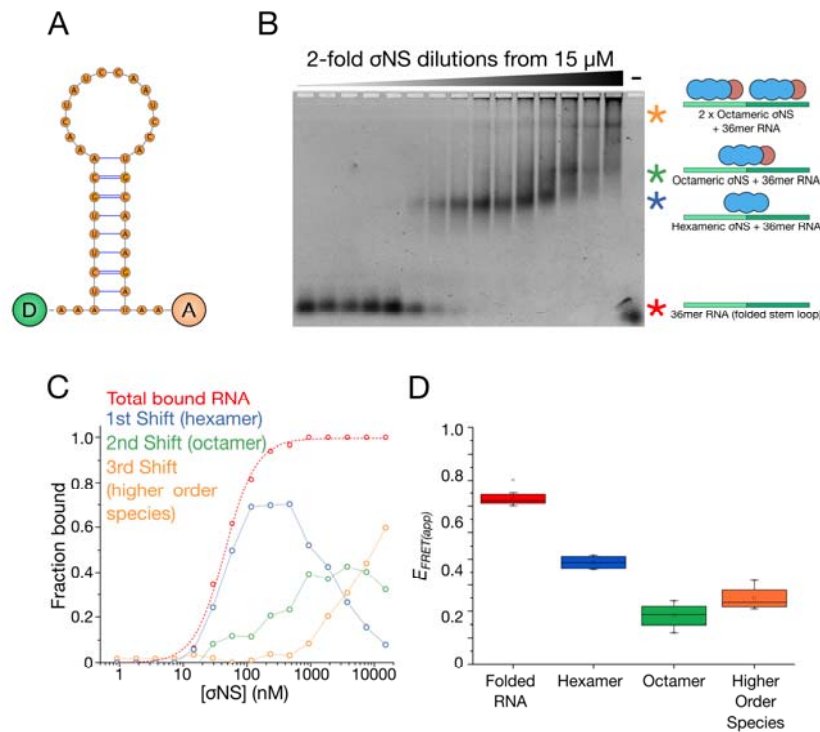 A
D
A
B
2-fold σNS dilutions from 15 µM
–
*
*
*
*
2 x Octameric σNS
+ 36mer RNA
Octameric σNS + 36mer RNA
Hexameric σNS + 36mer RNA
36mer RNA (folded stem loop)
C
Total bound RNA
1st Shift (hexamer)
2nd Shift (octamer)
3rd Shift
(higher order
species)
Fraction bound
1.0
0.8
0.6
0.4
0.2
0
1
10
100
1000
10000
[σNS] (nM)
D
E FRET(app)
0.8
0.6
0.4
0.2
0
Folded
RNA
Hexamer
Octamer
Higher
Order
Species